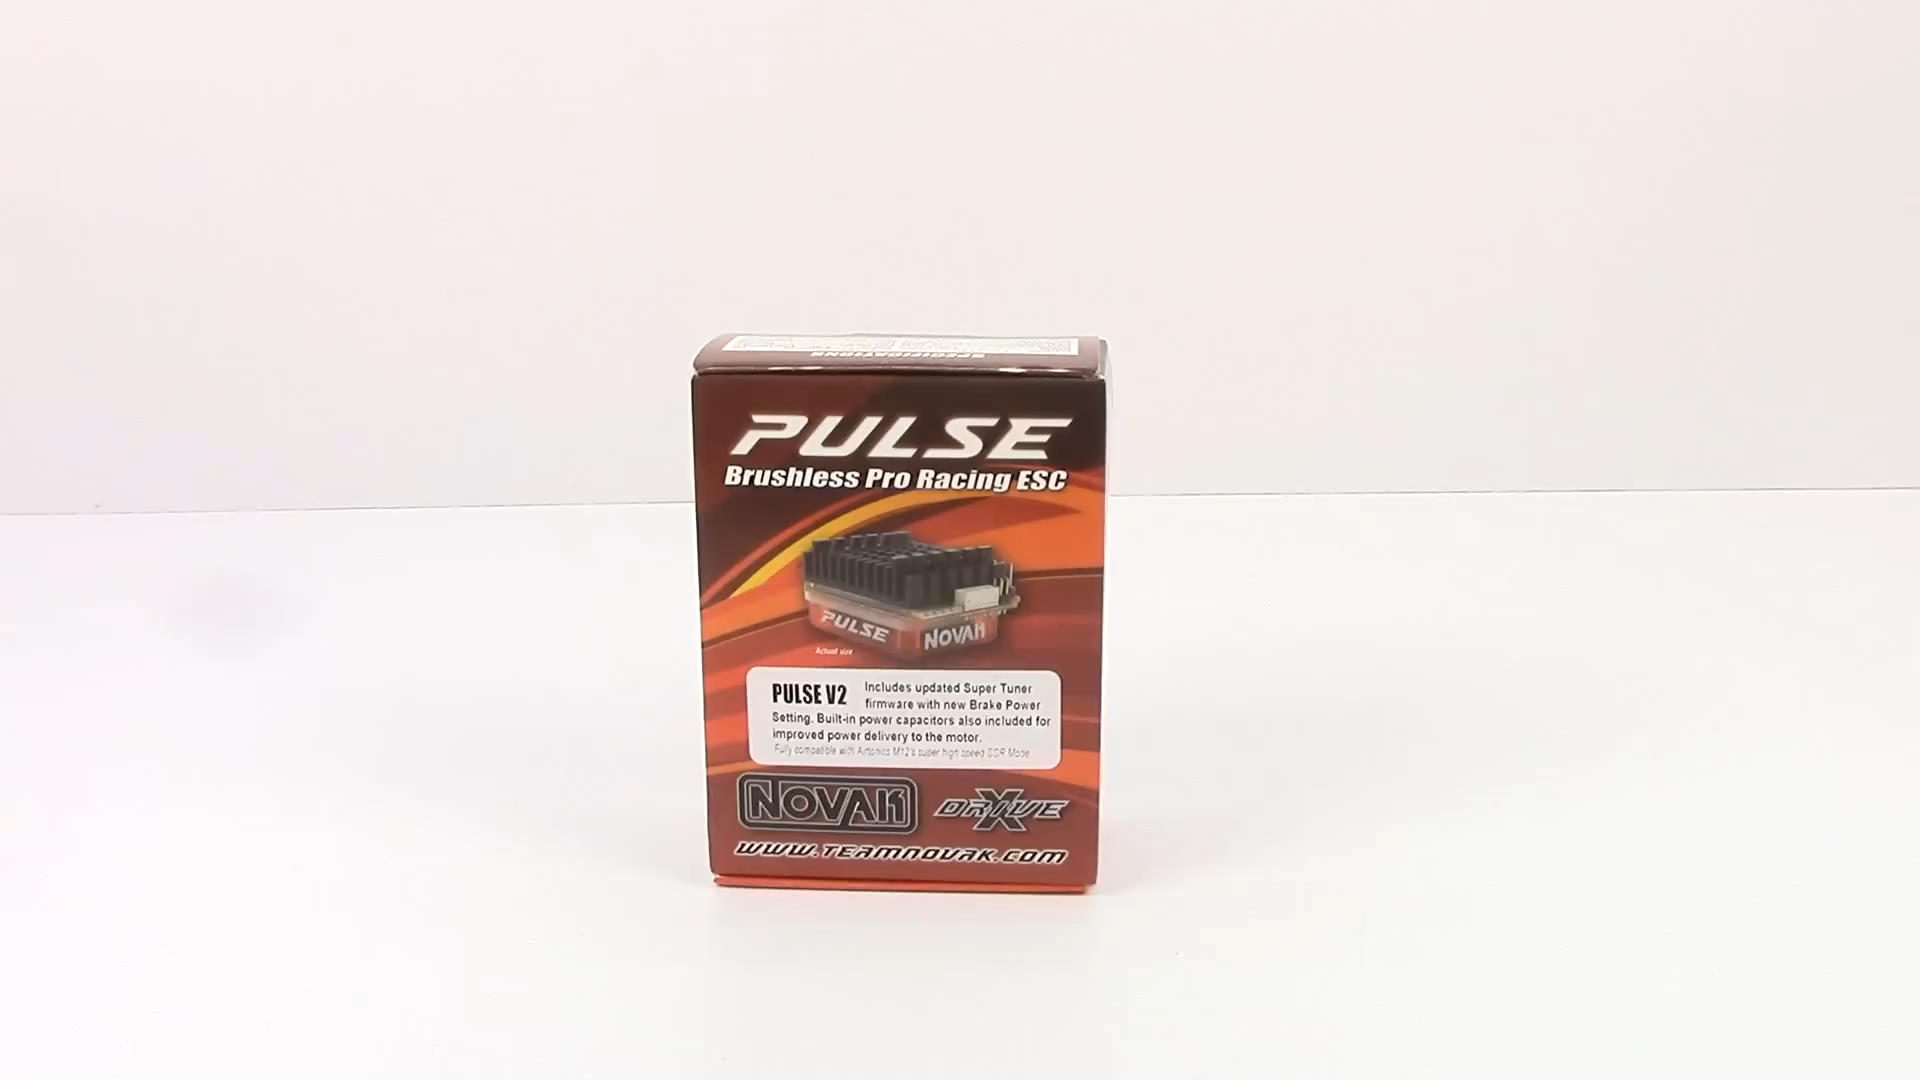 SPECIFICATIONS
PULSE
Brushless Pro Racing ESC
PULSE
NOVAK
Actual size
PULSE V2 Includes updated Super Tuner
firmware with new Brake Power
Setting. Built-in power capacitors also included for
improved power delivery to the motor.
Fully compatible with Airtonics M12's super high speed SSR Mode.
NOVAK
DRIVE X
WWW.TEAMNOVAK.COM